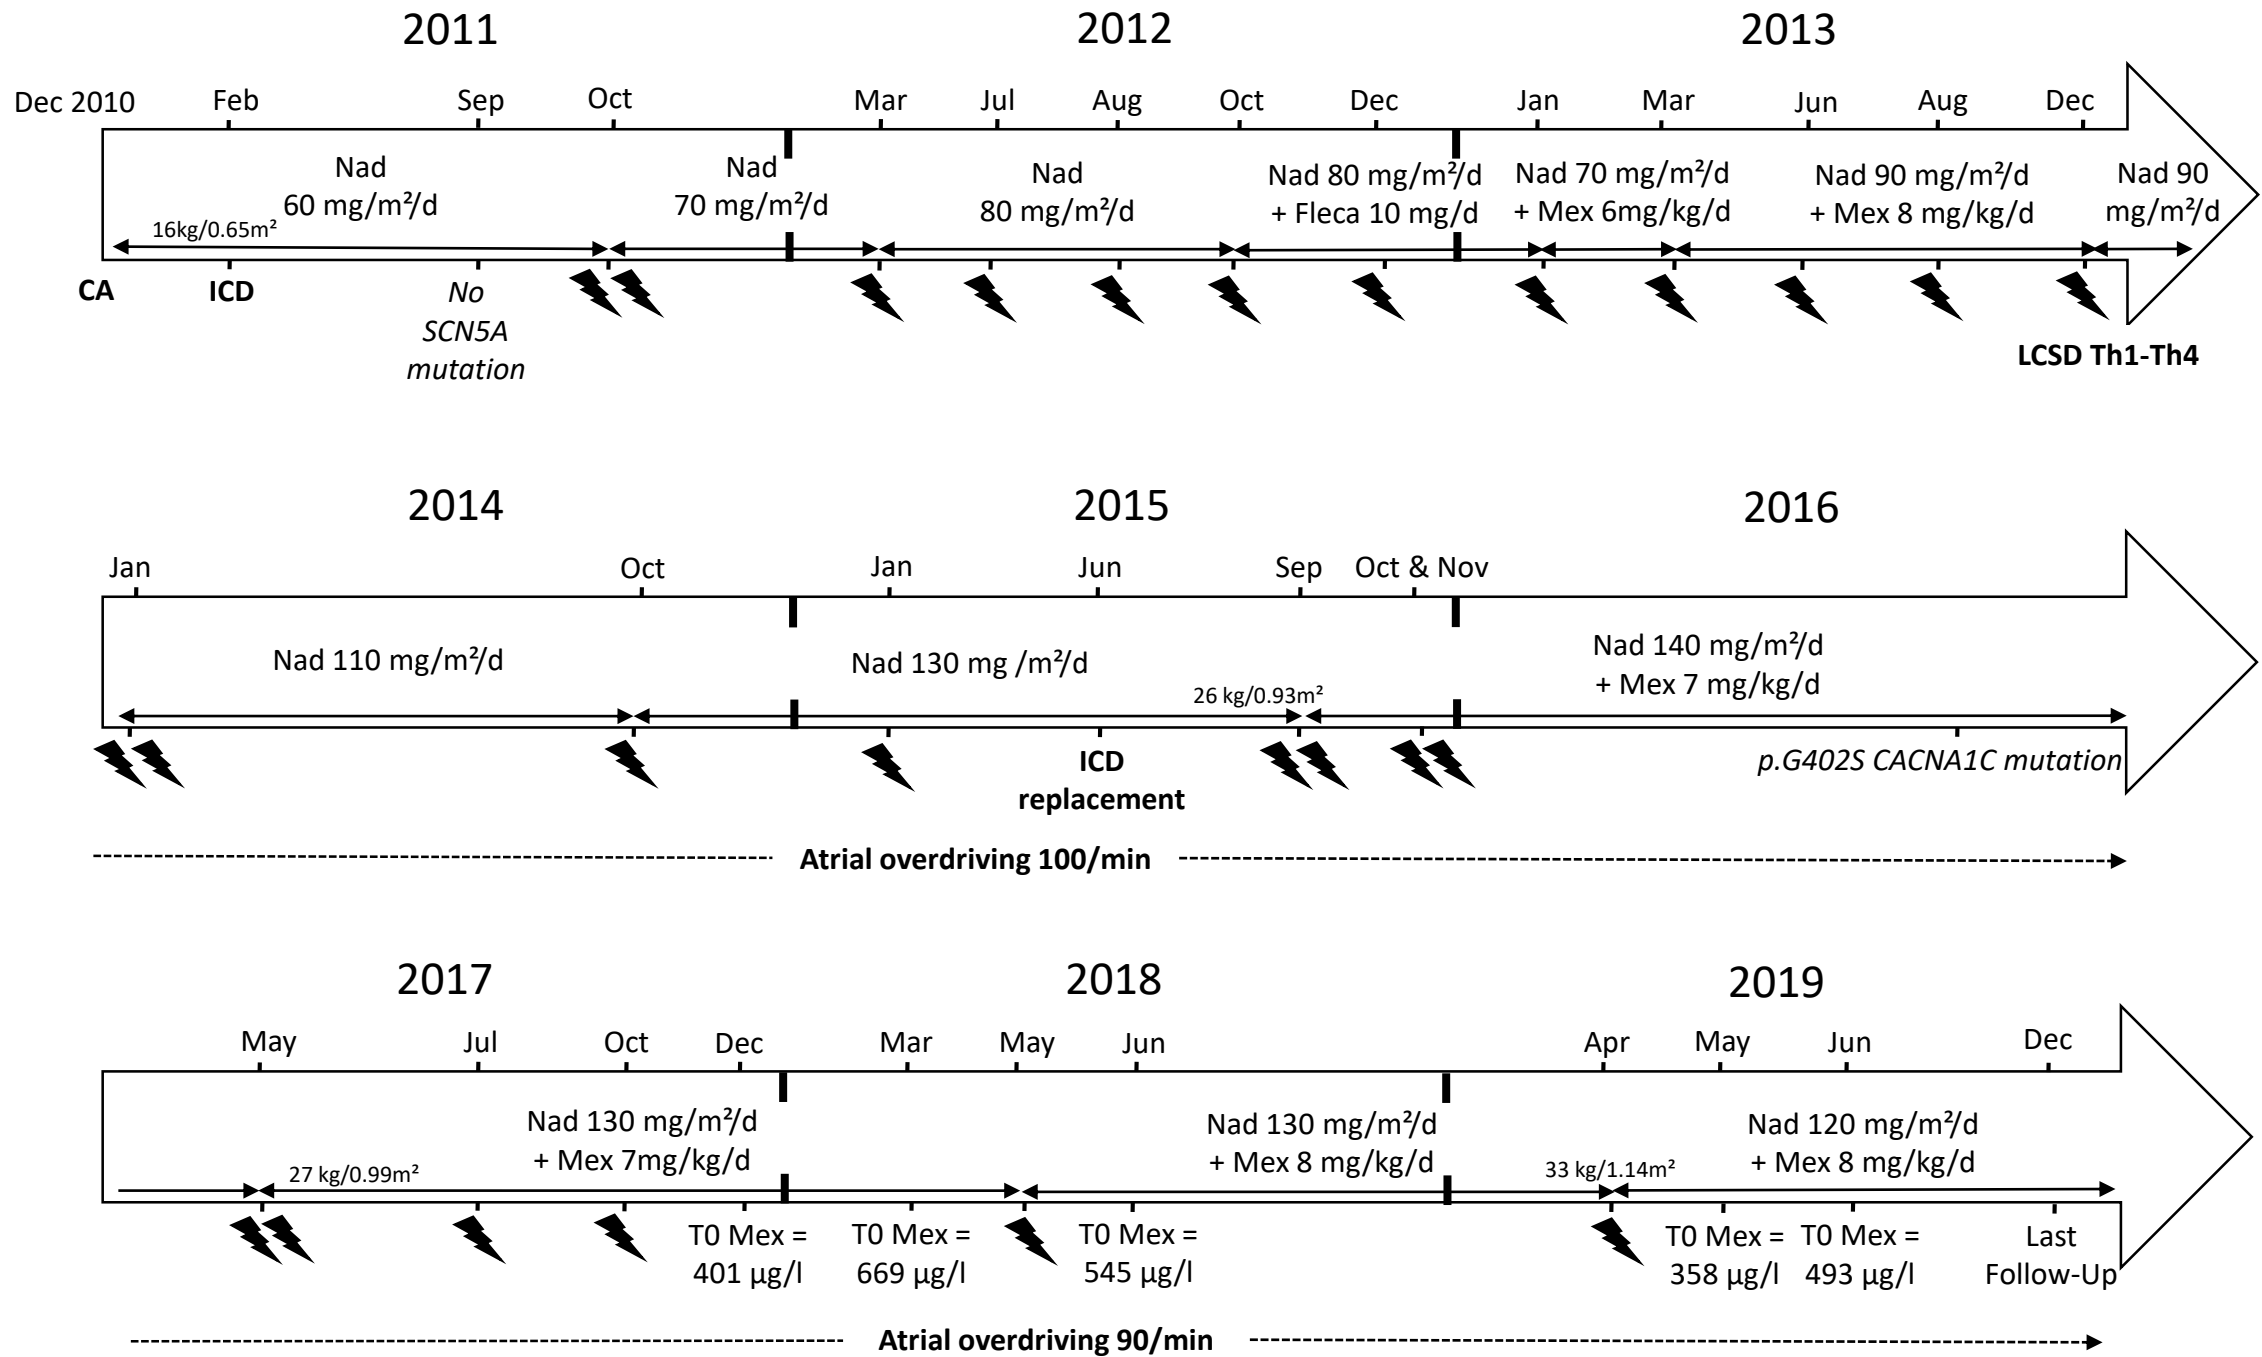 2011 2012 2013
Dec 2010 Feb Sep Oct Mar Jul Aug Oct Dec Jan Mar Jun Aug Dec
Nad
60 mg/m²/d
Nad
70 mg/m²/d
Nad
80 mg/m²/d
Nad 80 mg/m²/d
+ Fleca 10 mg/d
Nad 70 mg/m²/d
+ Mex 6mg/kg/d
Nad 90 mg/m²/d
+ Mex 8 mg/kg/d
Nad 90
mg/m²/d
16kg/0.65m²
CA
ICD
No
SCN5A
mutation
LCSD Th1-Th4
2014 2015 2016
Jan Oct Jan Jun Sep Oct & Nov
Nad 110 mg/m²/d
Nad 130 mg /m²/d
Nad 140 mg/m²/d
+ Mex 7 mg/kg/d
26 kg/0.93m²
ICD
replacement
p.G402S CACNA1C mutation
Atrial overdriving 100/min
2017 2018 2019
May Jul Oct Dec Mar May Jun Apr May Jun Dec
Nad 130 mg/m²/d
+ Mex 7mg/kg/d
Nad 130 mg/m²/d
+ Mex 8 mg/kg/d
Nad 120 mg/m²/d
+ Mex 8 mg/kg/d
27 kg/0.99m²
33 kg/1.14m²
T0 Mex =
401 µg/l
T0 Mex =
669 µg/l
T0 Mex =
545 µg/l
T0 Mex =
358 µg/l
T0 Mex =
493 µg/l
Last
Follow-Up
Atrial overdriving 90/min